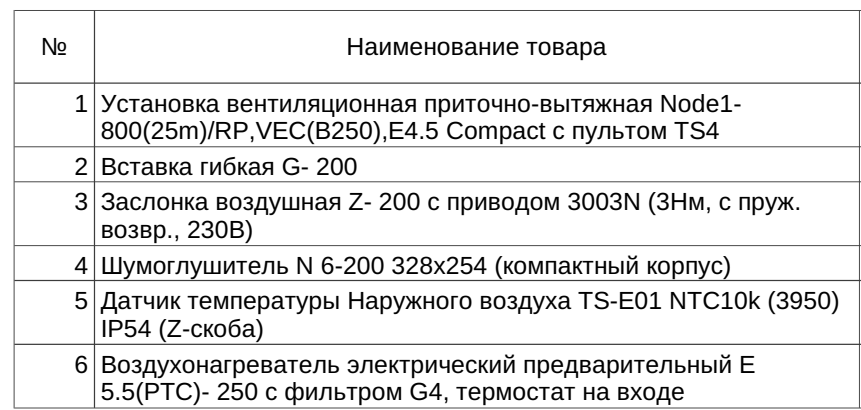 № Наименование товара
1 Установка вентиляционная приточно-вытяжная Node1-
800(25m)/RP,VEC(B250),E4.5 Compact с пультом TS4
2 Вставка гибкая G- 200
3 Заслонка воздушная Z- 200 с приводом 3003N (3Нм, с пруж.
возвр., 230В)
4 Шумоглушитель N 6-200 328x254 (компактный корпус)
5 Датчик температуры Наружного воздуха TS-E01 NTC10k (3950)
IP54 (Z-скоба)
6 Воздухонагреватель электрический предварительный E
5.5(PTC)- 250 с фильтром G4, термостат на входе